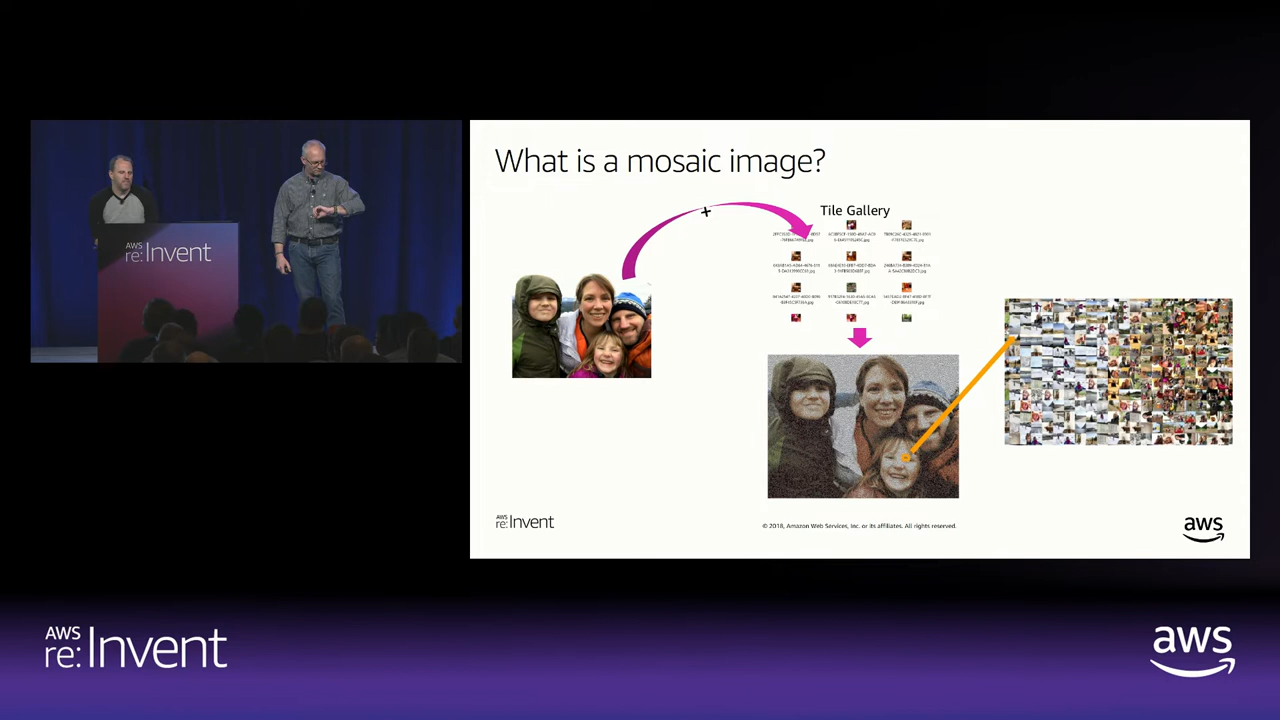 What is a mosaic image?
+
Tile Gallery
AWS
re:Invent
AWS
re:Invent
© 2018, Amazon Web Services, Inc. or its affiliates. All rights reserved.
aws
AWS
re:Invent
aws